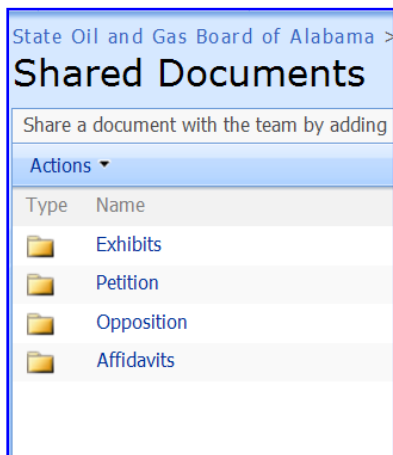 State Oil and Gas Board of Alabama >
Shared Documents
Share a document with the team by adding
Actions
Type Name
Exhibits
Petition
Opposition
Affidavits